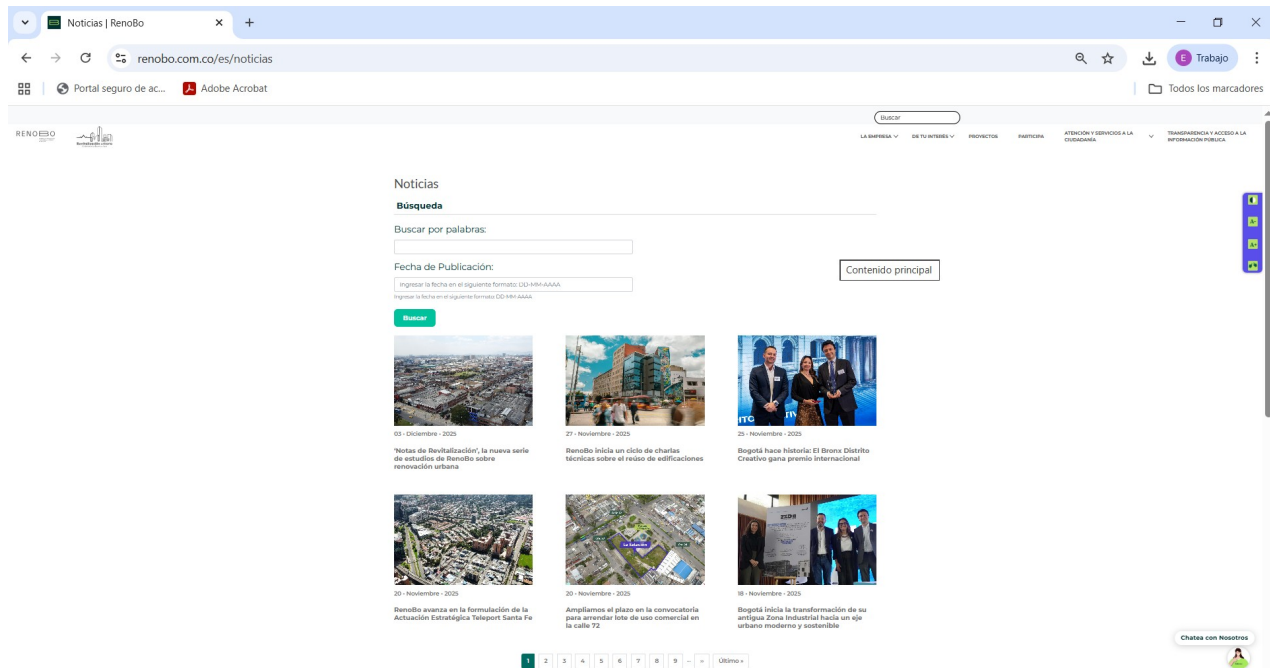 Noticias | RenoBo
renobo.com.co/es/noticias
E Trabajo
Portal seguro de ac...
Adobe Acrobat
Todos los marcadores
Buscar
RENOBO
Revitalización urbana
LA EMPRESA
DE TU INTERÉS
PROYECTOS
PARTICIPA
ATENCIÓN Y SERVICIOS A LA
CIUDADANÍA
TRANSPARENCIA Y ACCESO A LA
INFORMACIÓN PÚBLICA
Noticias
Búsqueda
Buscar por palabras:
Fecha de Publicación:
Ingresar la fecha en el siguiente formato: DD-MM-AAAA
Ingresar la fecha en el siguiente formato: DD-MM-AAAA
Contenido principal
Buscar
03 - Diciembre - 2025
‘Notas de Revitalización’, la nueva serie
de estudios de RenoBo sobre
renovación urbana
27 - Noviembre - 2025
RenoBo inicia un ciclo de charlas
técnicas sobre el reúso de edificaciones
25 - Noviembre - 2025
Bogotá hace historia: El Bronx Distrito
Creativo gana premio internacional
La Estación
20 - Noviembre - 2025
RenoBo avanza en la formulación de la
Actuación Estratégica Teleport Santa Fe
20 - Noviembre - 2025
Ampliamos el plazo en la convocatoria
para arrendar lote de uso comercial en
la calle 72
18 - Noviembre - 2025
Bogotá inicia la transformación de su
antigua Zona Industrial hacia un eje
urbano moderno y sostenible
1 2 3 4 5 6 7 8 9 … » Último »
Chatea con Nosotros